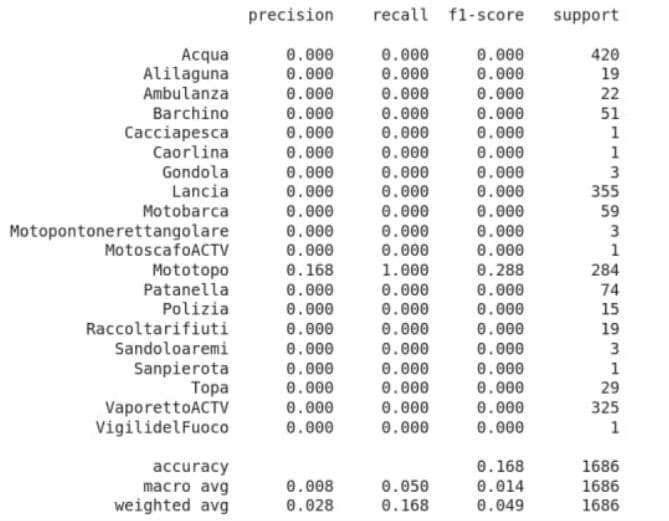 precision recall f1-score support
Acqua 0.000 0.000 0.000 420
Alilaguna 0.000 0.000 0.000 19
Ambulanza 0.000 0.000 0.000 22
Barchino 0.000 0.000 0.000 51
Cacciapesca 0.000 0.000 0.000 1
Caorlina 0.000 0.000 0.000 1
Gondola 0.000 0.000 0.000 3
Lancia 0.000 0.000 0.000 355
Motobarca 0.000 0.000 0.000 59
Motopontonerettangolare 0.000 0.000 0.000 3
MotoscafoACTV 0.000 0.000 0.000 1
Mototopo 0.168 1.000 0.288 284
Patanella 0.000 0.000 0.000 74
Polizia 0.000 0.000 0.000 15
Raccoltarifiuti 0.000 0.000 0.000 19
Sandoloaremi 0.000 0.000 0.000 3
Sanpierota 0.000 0.000 0.000 1
Topa 0.000 0.000 0.000 29
VaporettoACTV 0.000 0.000 0.000 325
VigilidelFuoco 0.000 0.000 0.000 1
accuracy 0.168 1686
macro avg 0.008 0.050 0.014 1686
weighted avg 0.028 0.168 0.049 1686